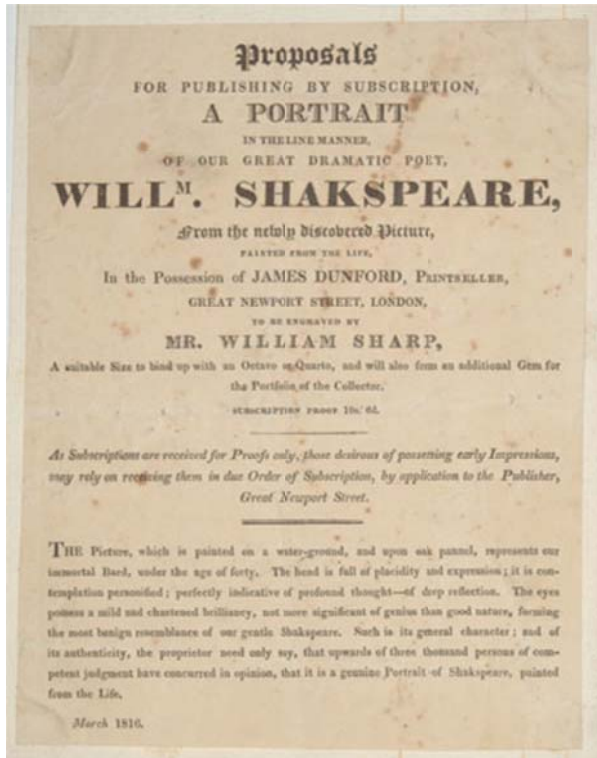 Proposals
FOR PUBLISHING BY SUBSCRIPTION,
A PORTRAIT
IN THE LINE MANNER,
OF OUR GREAT DRAMATIC POET,
WILLM. SHAKSPEARE,
From the newly discovered Picture,
PAINTED FROM THE LIFE,
In the Possession of JAMES DUNFORD, PRINTSELLER,
GREAT NEWPORT STREET, LONDON,
TO BE ENGRAVED BY
MR. WILLIAM SHARP,
A suitable Size to bind up with an Octavo or Quarto, and will also form an additional Gem for
the Portfolio of the Collector.
SUBSCRIPTION PROOF 10s. 6d.
As Subscriptions are received for Proofs only, those desirous of possessing early Impressions,
may rely on receiving them in due Order of Subscription, by application to the Publisher,
Great Newport Street.
THE Picture, which is painted on a water-ground, and upon oak pannel, represents our
immortal Bard, under the age of forty. The head is full of placidity and expression; it is con-
templation personified; perfectly indicative of profound thought—of deep reflection. The eyes
possess a mild and chastened brilliancy, not more significant of genius than good nature, forming
the most benign resemblance of our gentle Shakspeare. Such is its general character; and of
its authenticity, the proprietor need only say, that upwards of three thousand persons of com-
petent judgment have concurred in opinion, that it is a genuine Portrait of Shakspeare, painted
from the Life.
March 1816.